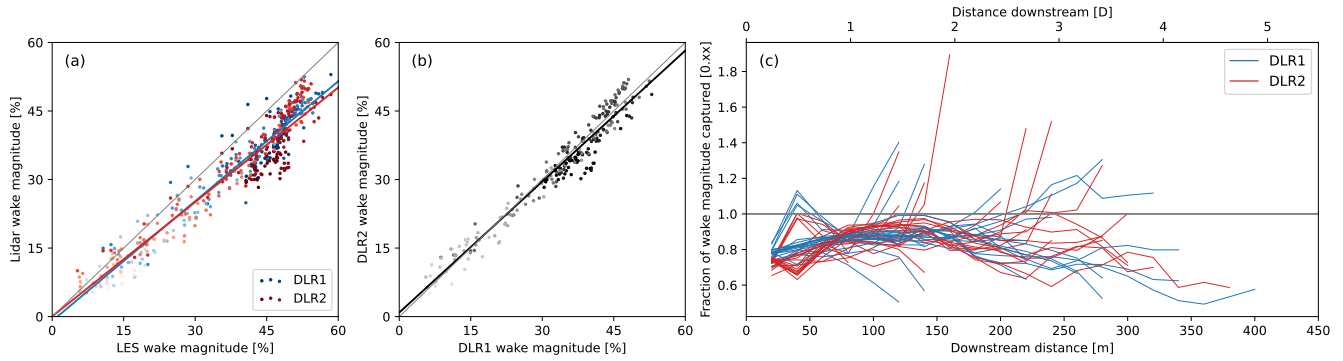 (a)
60
45
30
15
0
Lidar wake magnitude [%]
DLR1
DLR2
0 15 30 45 60
LES wake magnitude [%]
(b)
60
45
30
15
0
DLR2 wake magnitude [%]
0 15 30 45 60
DLR1 wake magnitude [%]
Distance downstream [D]
0 1 2 3 4 5
(c)
DLR1
DLR2
1.8
1.6
1.4
1.2
1.0
0.8
0.6
Fraction of wake magnitude captured [0.xx]
0 50 100 150 200 250 300 350 400 450
Downstream distance [m]